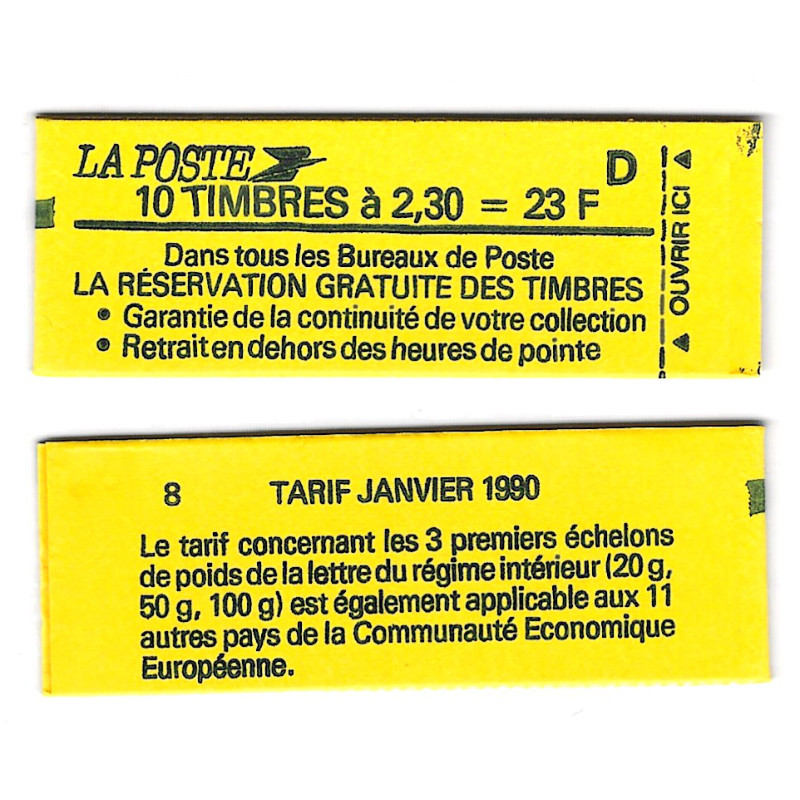 LA POSTE
D
10 TIMBRES à 2,30 = 23 F
Dans tous les Bureaux de Poste
LA RÉSERVATION GRATUITE DES TIMBRES
• Garantie de la continuité de votre collection
• Retrait en dehors des heures de pointe
▲ OUVRIR ICI ▲
8 TARIF JANVIER 1990
Le tarif concernant les 3 premiers échelons
de poids de la lettre du régime intérieur (20 g,
50 g, 100 g) est également applicable aux 11
autres pays de la Communauté Economique
Européenne.